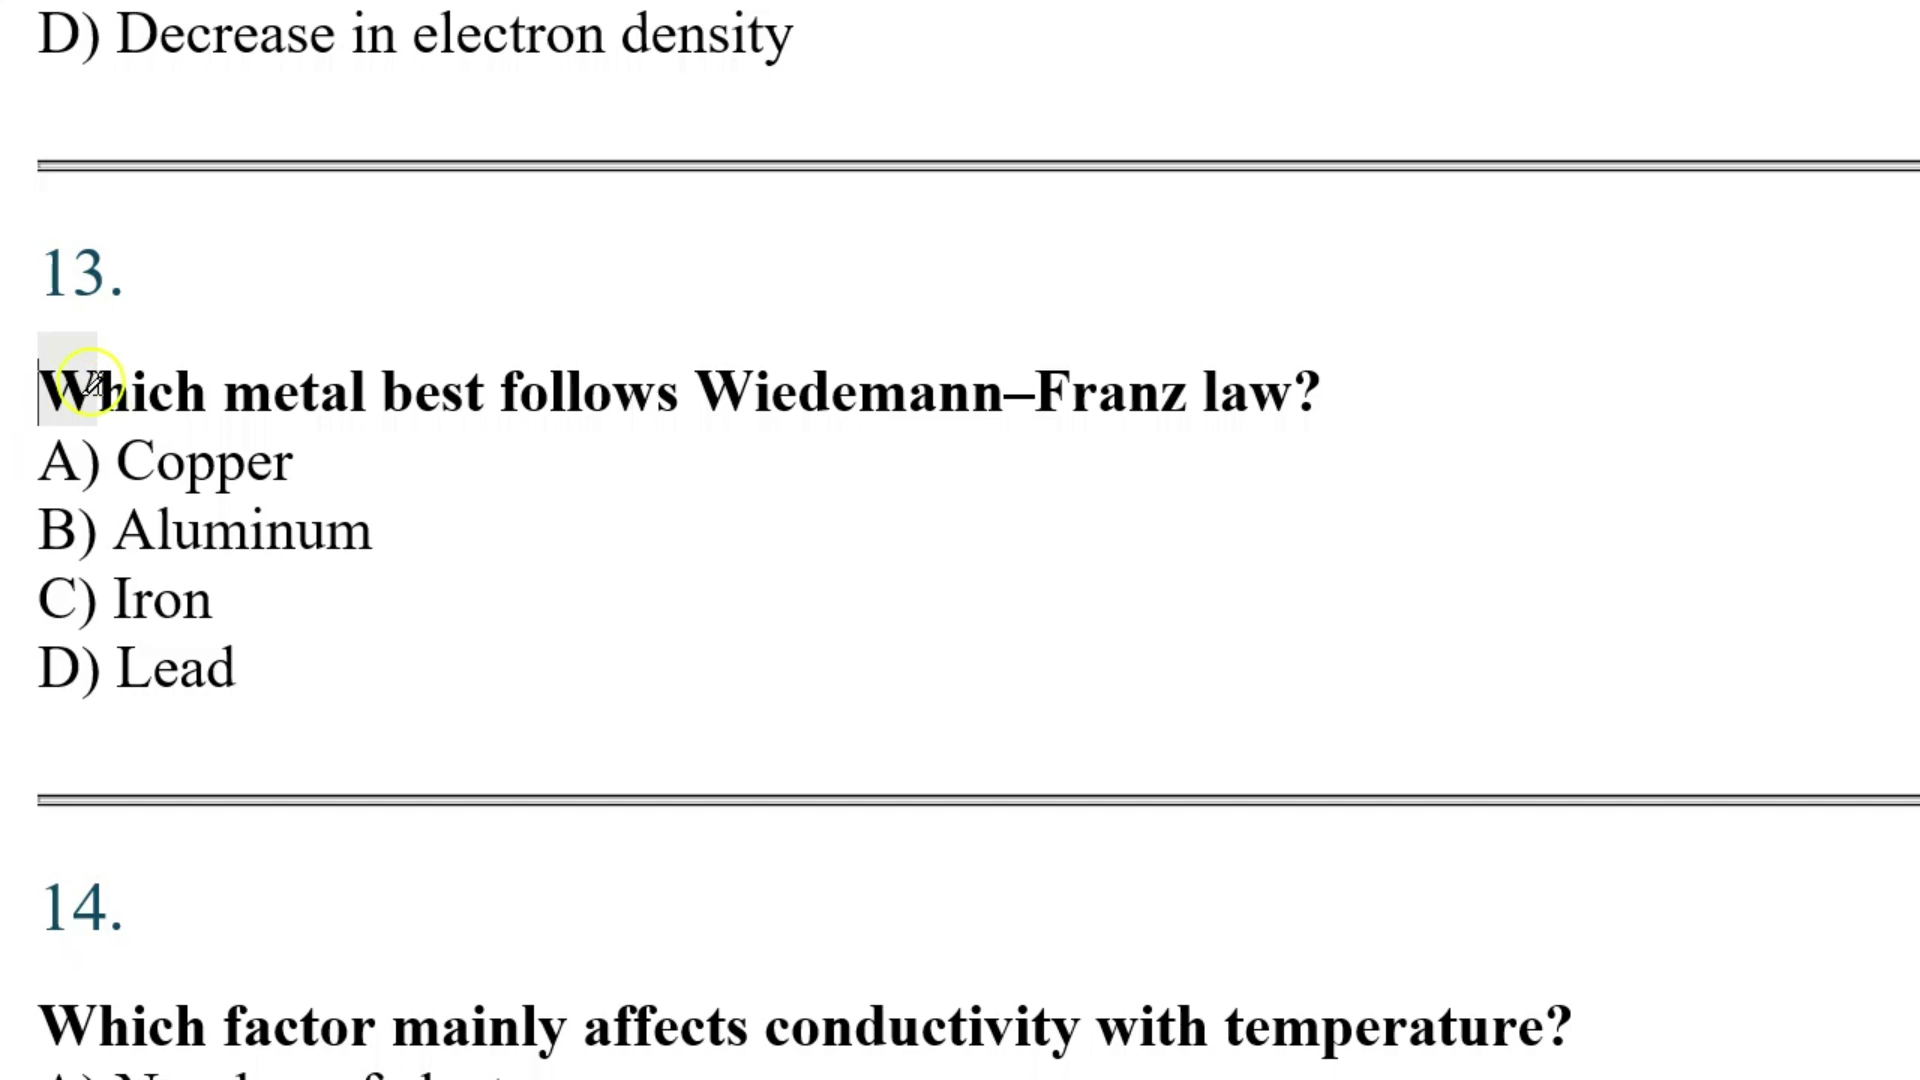 D) Decrease in electron density
13.
Which metal best follows Wiedemann–Franz law?
A) Copper
B) Aluminum
C) Iron
D) Lead
14.
Which factor mainly affects conductivity with temperature?